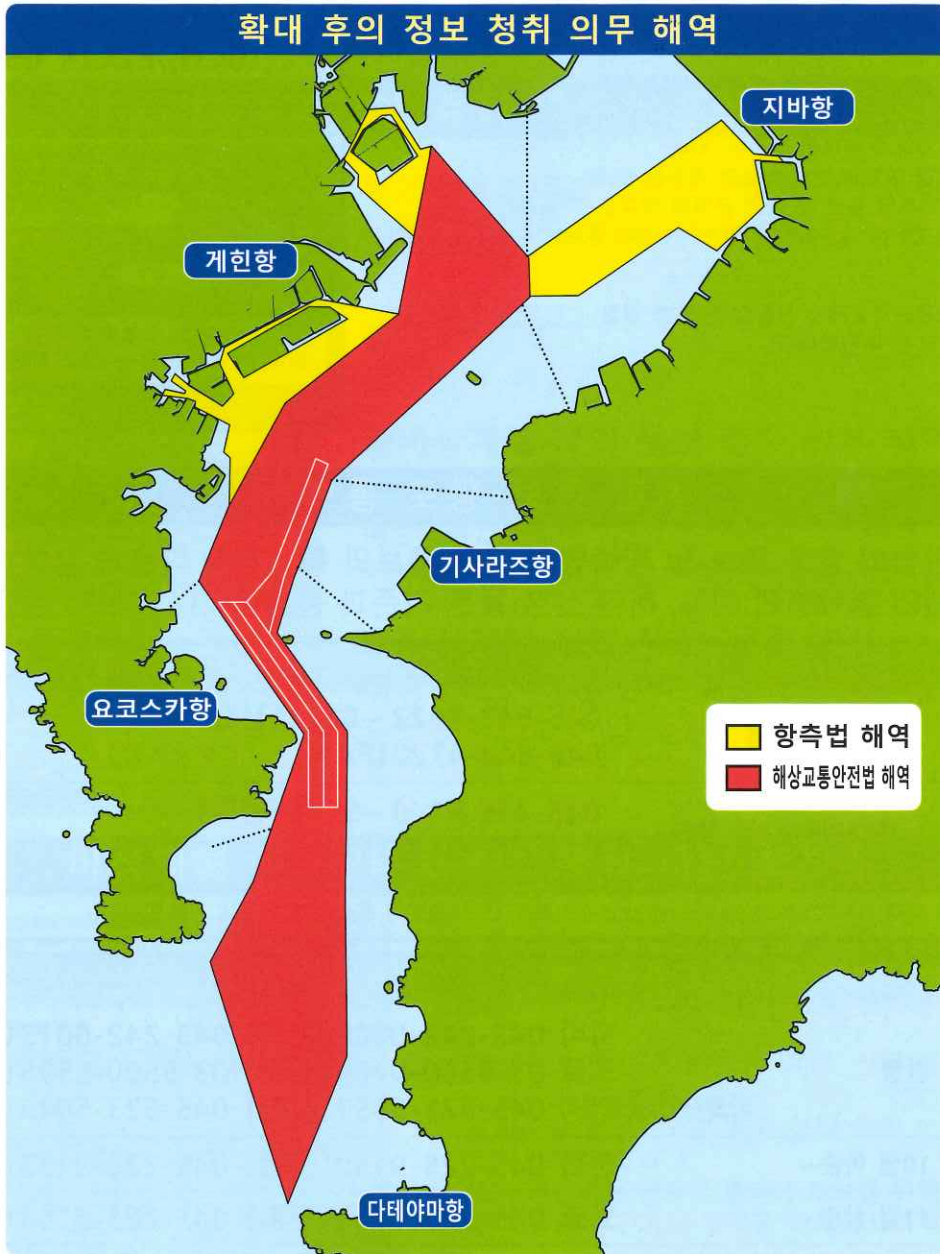 확대 후의 정보 청취 의무 해역
지바항
게힌항
기사라즈항
요코스카항
항측법 해역
해상교통안전법 해역
다테야마항